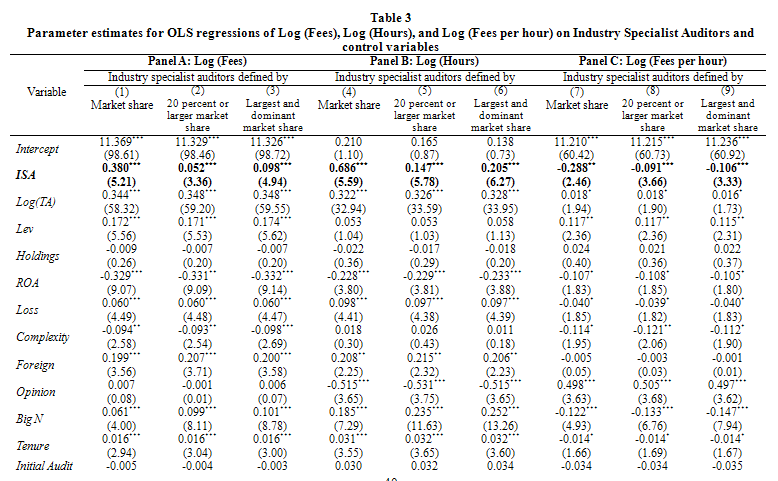 Table 3
Parameter estimates for OLS regressions of Log (Fees), Log (Hours), and Log (Fees per hour) on Industry Specialist Auditors and
control variables
Panel A: Log (Fees) Panel B: Log (Hours) Panel C: Log (Fees per hour)
Industry specialist auditors defined by Industry specialist auditors defined by Industry specialist auditors defined by
Variable (1) Market share (2) 20 percent or larger market share (3) Largest and dominant market share (4) Market share (5) 20 percent or larger market share (6) Largest and dominant market share (7) Market share (8) 20 percent or larger market share (9) Largest and dominant market share
Intercept 11.369*** 11.329*** 11.326*** 0.210 0.165 0.138 11.210*** 11.215*** 11.236***
(98.61) (98.46) (98.72) (1.10) (0.87) (0.73) (60.42) (60.73) (60.92)
ISA 0.380*** 0.052*** 0.098*** 0.686*** 0.147*** 0.205*** -0.288** -0.091*** -0.106***
(5.21) (3.36) (4.94) (5.59) (5.78) (6.27) (2.46) (3.66) (3.33)
Log(TA) 0.344*** 0.348*** 0.348*** 0.322*** 0.326*** 0.328*** 0.018* 0.018* 0.016*
(58.32) (59.20) (59.55) (32.94) (33.59) (33.95) (1.94) (1.90) (1.73)
Lev 0.172*** 0.171*** 0.174*** 0.053 0.053 0.058 0.117** 0.117** 0.115**
(5.56) (5.53) (5.62) (1.04) (1.03) (1.13) (2.36) (2.36) (2.31)
Holdings -0.009 -0.007 -0.007 -0.022 -0.017 -0.018 0.024 0.021 0.022
(0.26) (0.20) (0.20) (0.36) (0.29) (0.20) (0.40) (0.36) (0.37)
ROA -0.329*** -0.331** -0.332*** -0.228*** -0.229*** -0.233*** -0.107* -0.108* -0.105*
(9.07) (9.09) (9.14) (3.80) (3.81) (3.88) (1.83) (1.85) (1.80)
Loss 0.060*** 0.060*** 0.060*** 0.098*** 0.097*** 0.097*** -0.040* -0.039* -0.040*
(4.49) (4.48) (4.47) (4.41) (4.38) (4.39) (1.85) (1.82) (1.83)
Complexity -0.094** -0.093** -0.098*** 0.018 0.026 0.011 -0.114* -0.121** -0.112*
(2.58) (2.54) (2.69) (0.30) (0.43) (0.18) (1.95) (2.06) (1.90)
Foreign 0.199*** 0.207*** 0.200*** 0.208** 0.215** 0.206** -0.005 -0.003 -0.001
(3.56) (3.71) (3.58) (2.25) (2.32) (2.23) (0.05) (0.03) (0.01)
Opinion 0.007 -0.001 0.006 -0.515*** -0.531*** -0.515*** 0.498*** 0.505*** 0.497***
(0.08) (0.01) (0.07) (3.65) (3.75) (3.65) (3.63) (3.68) (3.62)
Big N 0.061*** 0.099*** 0.101*** 0.185*** 0.235*** 0.252*** -0.122*** -0.133*** -0.147***
(4.00) (8.11) (8.78) (7.29) (11.63) (13.26) (4.93) (6.76) (7.94)
Tenure 0.016*** 0.016*** 0.016*** 0.031*** 0.032*** 0.032*** -0.014* -0.014* -0.014*
(2.94) (3.04) (3.00) (3.55) (3.65) (3.60) (1.66) (1.69) (1.67)
Initial Audit -0.005 -0.004 -0.003 0.030 0.032 0.034 -0.034 -0.034 -0.035